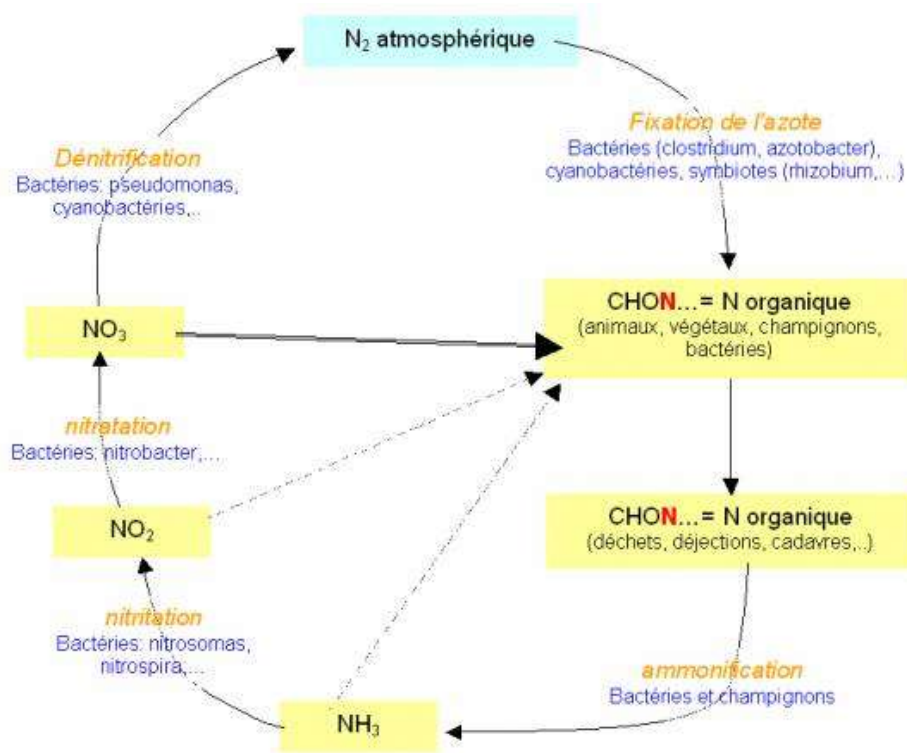 N₂ atmosphérique
Fixation de l'azote
Bactéries (clostridium, azotobacter),
cyanobactéries, symbiotes (rhizobium,...)
Dénitrification
Bactéries: pseudomonas,
cyanobactéries,..
CHON...= N organique
(animaux, végétaux, champignons,
bactéries)
NO₃
nitratation
Bactéries: nitrobacter,...
NO₂
CHON...= N organique
(déchets, déjections, cadavres,..)
nitritation
Bactéries: nitrosomas,
nitrospira,...
ammonification
Bactéries et champignons
NH₃